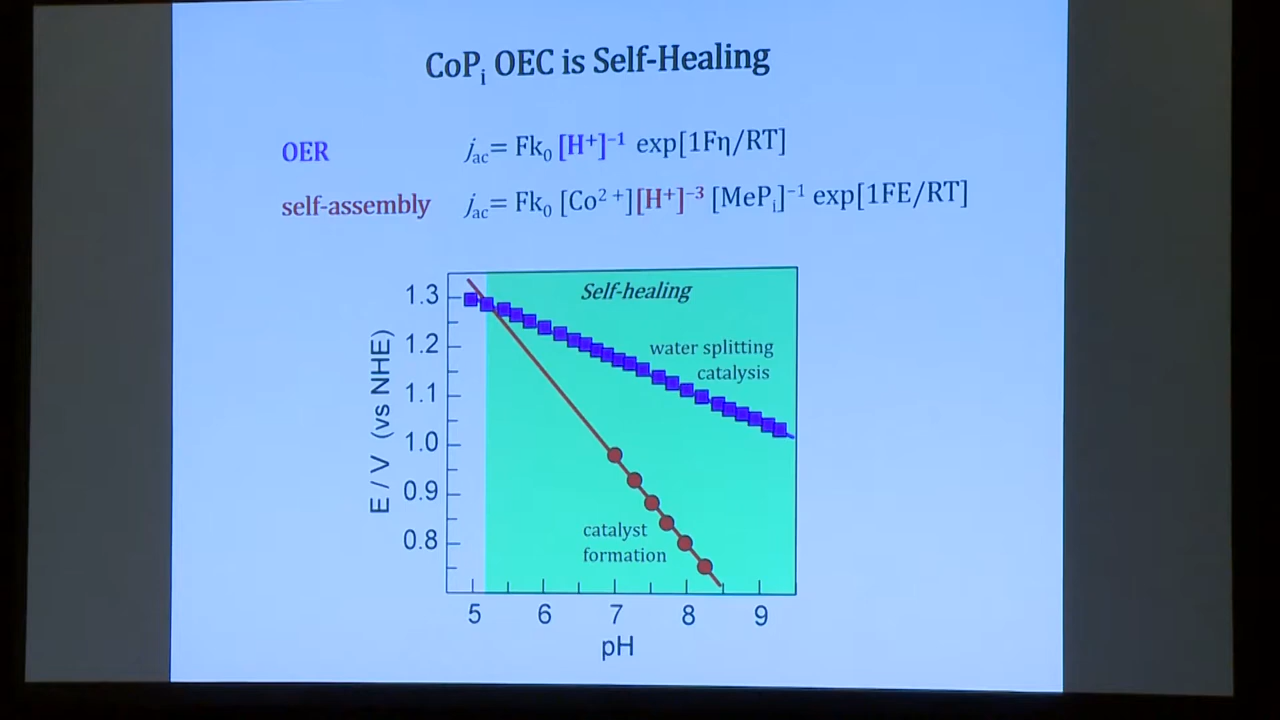 CoPᵢ OEC is Self-Healing
OER j_ac = Fk₀ [H⁺]⁻¹ exp[1Fη/RT]
self-assembly j_ac = Fk₀ [Co²⁺][H⁺]⁻³ [MePᵢ]⁻¹ exp[1FE/RT]
Self-healing
water splitting
catalysis
catalyst
formation
E / V (vs NHE)
1.3
1.2
1.1
1.0
0.9
0.8
5 6 7 8 9
pH